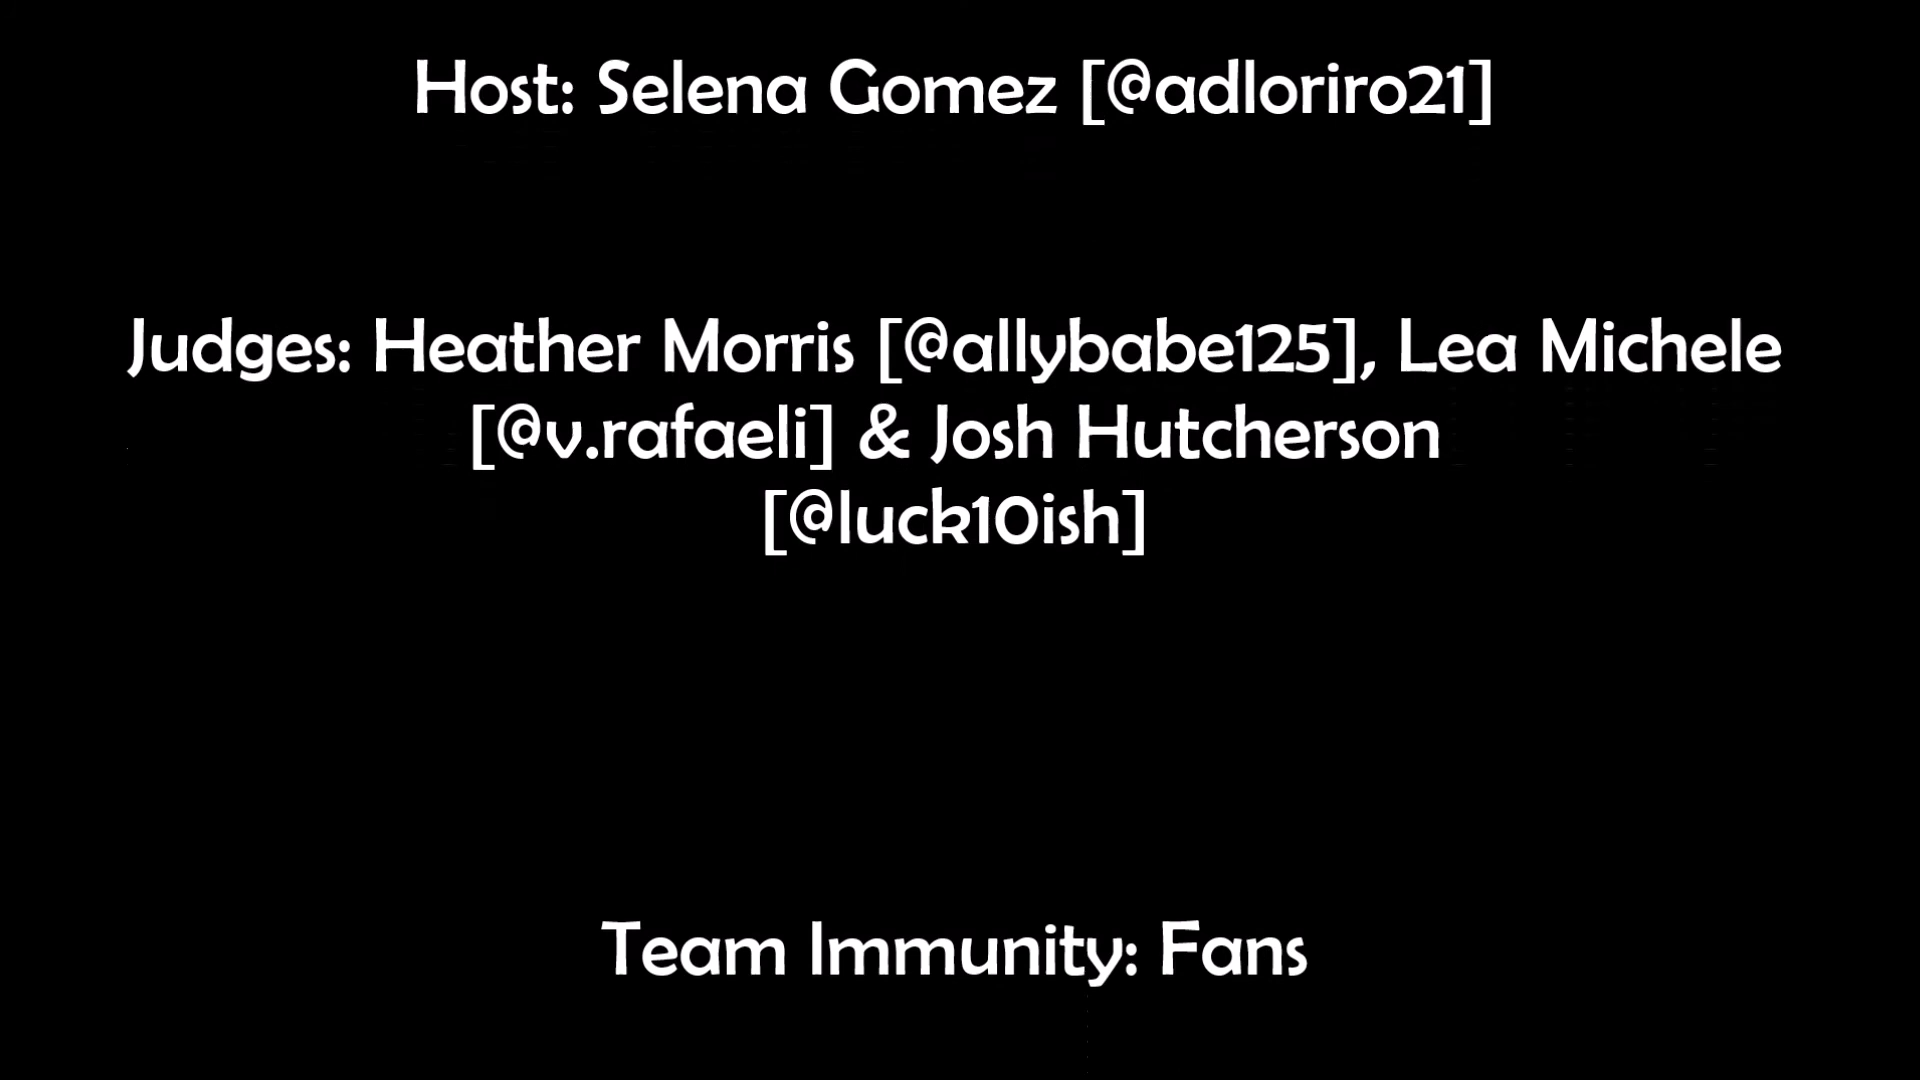 Host: Selena Gomez [@adloriro21]
Judges: Heather Morris [@allybabe125], Lea Michele
[@v.rafaeli] & Josh Hutcherson
[@luck10ish]
Team Immunity: Fans